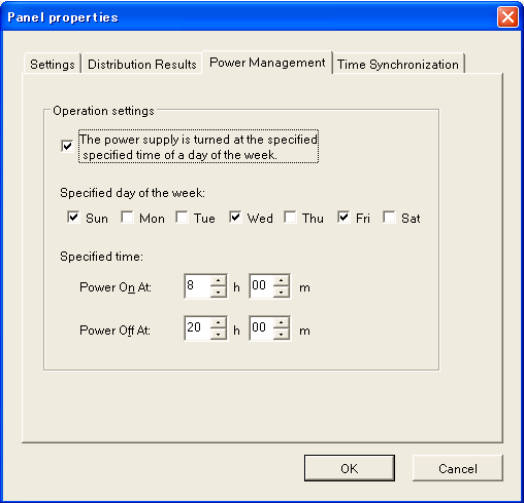 Panel properties
Settings Distribution Results Power Management Time Synchronization
Operation settings
The power supply is turned at the specified
specified time of a day of the week.
Specified day of the week:
Sun Mon Tue Wed Thu Fri Sat
Specified time:
Power On At: 8 h 00 m
Power Off At: 20 h 00 m
OK Cancel